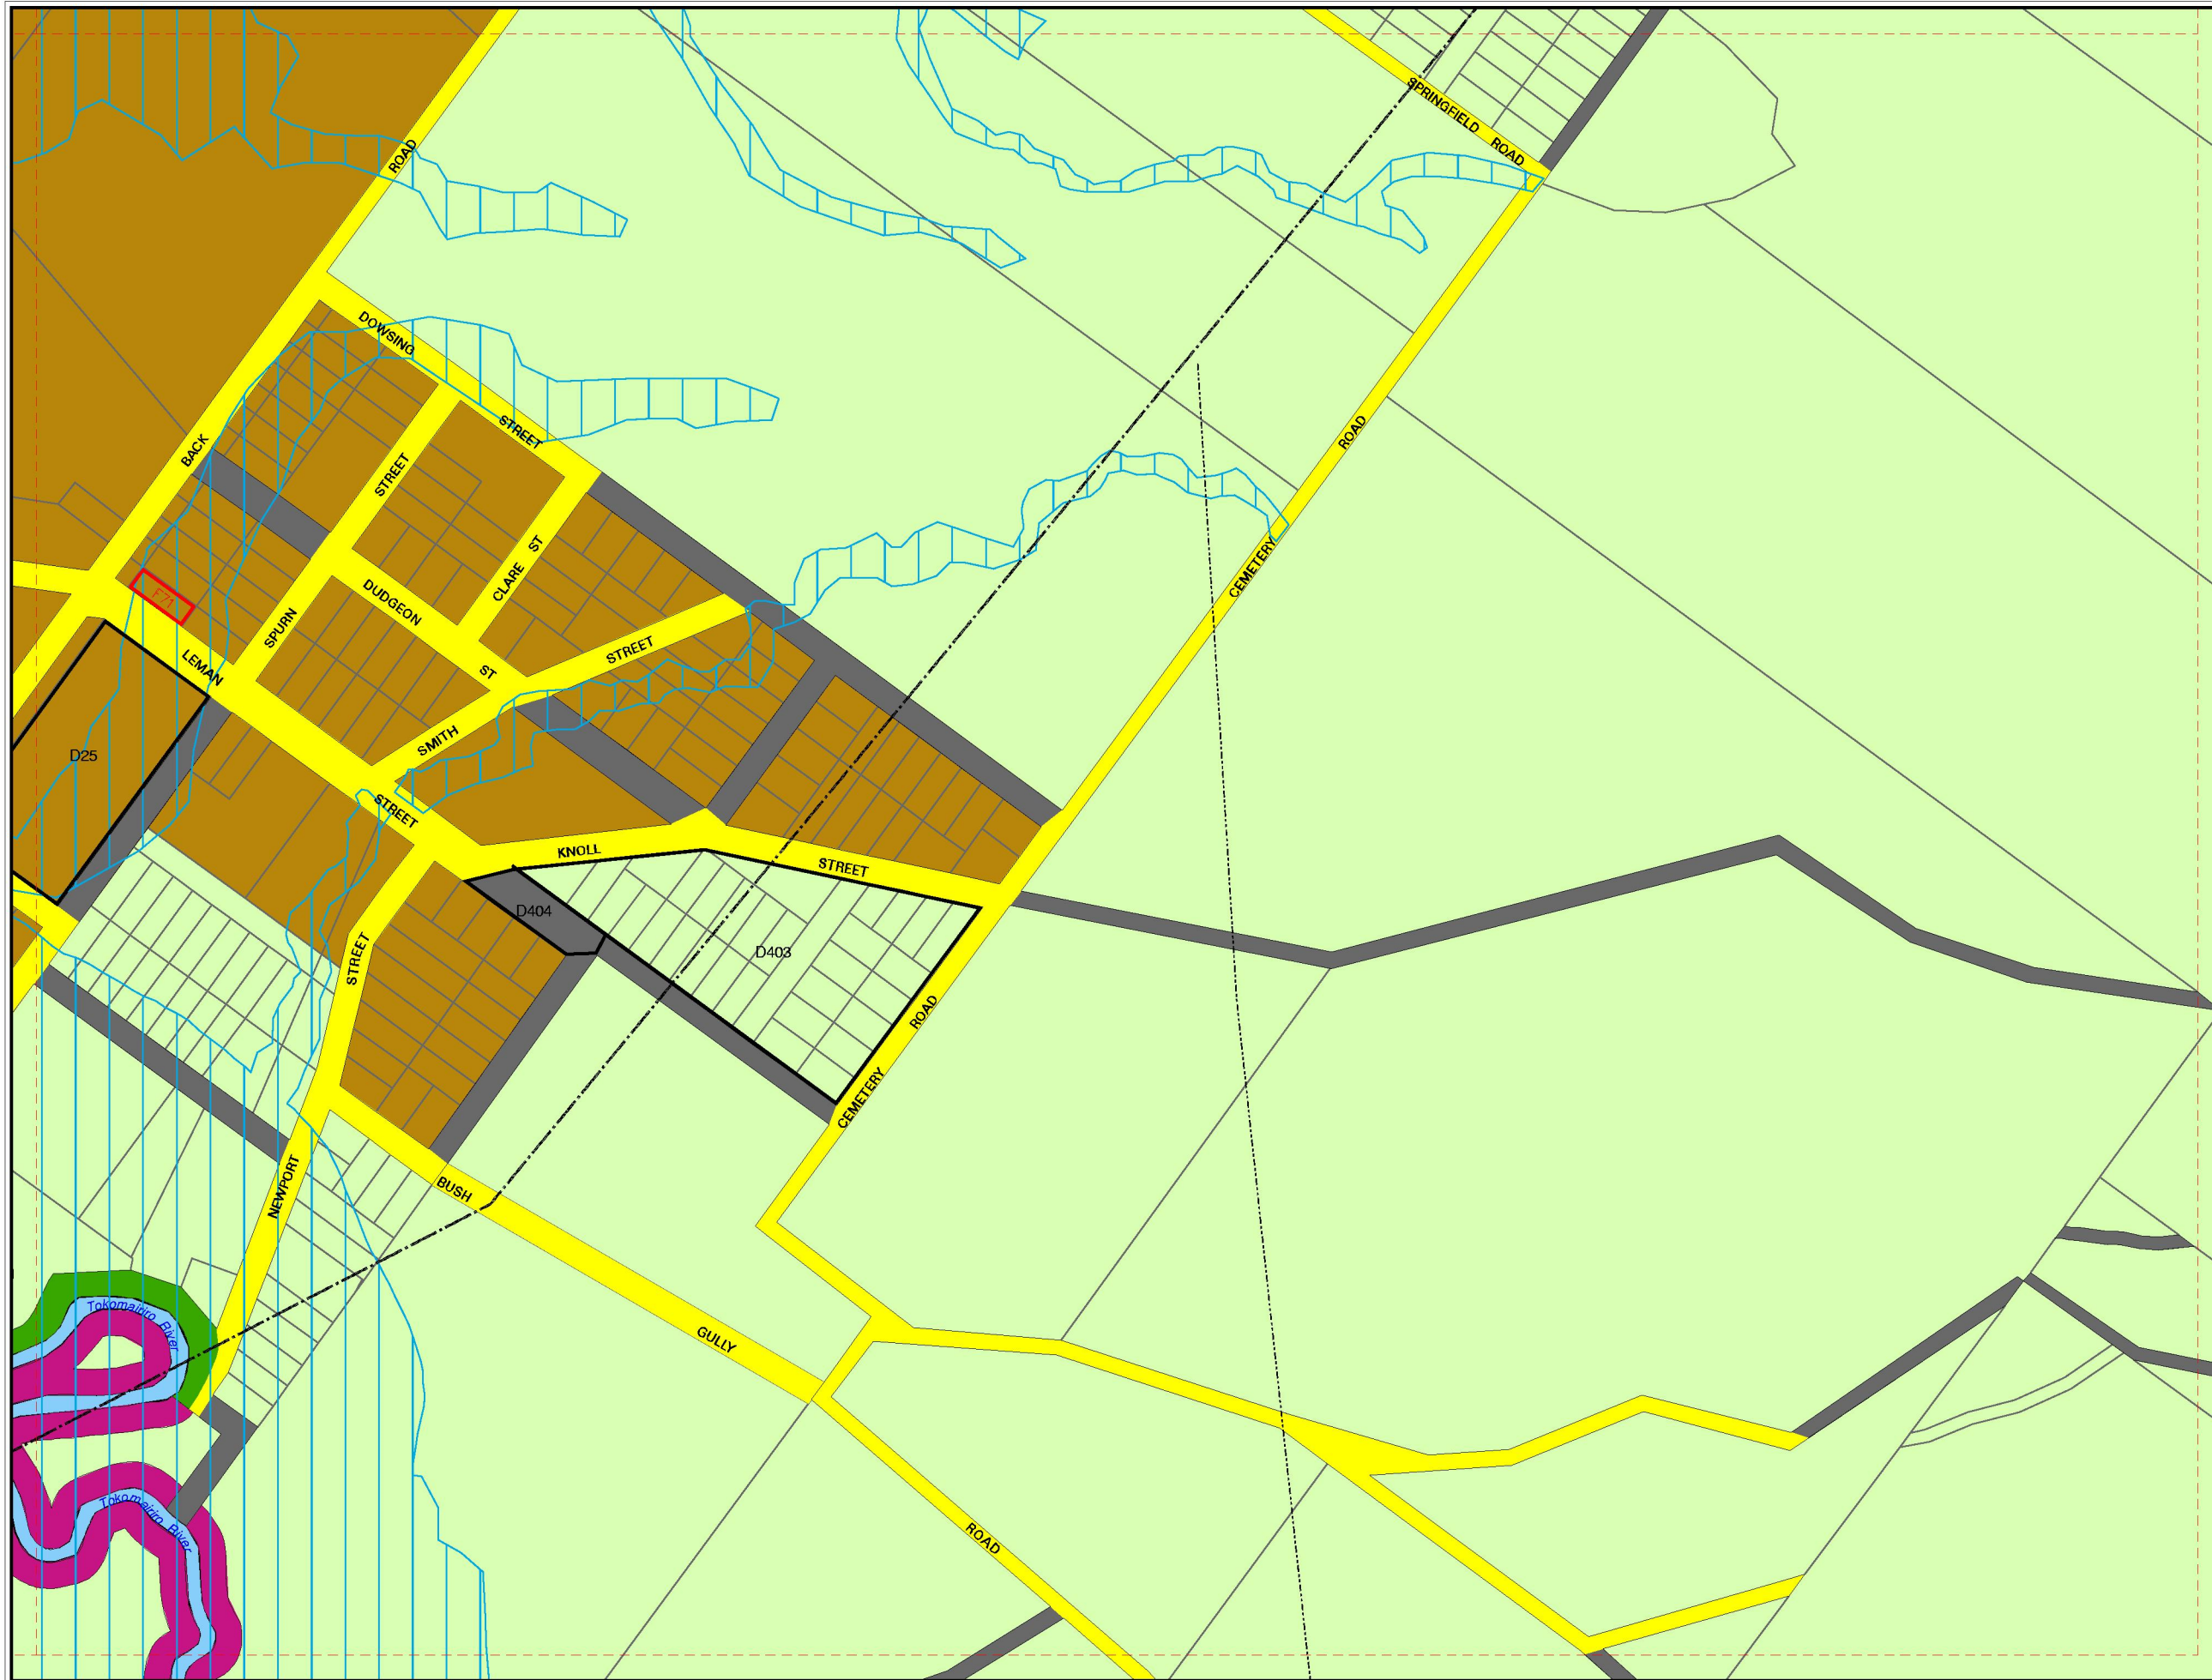 SPRINGFIELD ROAD
ROAD
DOWSING
STREET
BACK
STREET
ROAD
CLARE ST
CEMETERY
F71
DUDGEON
ST
SPURN
STREET
LEMAN
SMITH
D25
STREET
KNOLL
STREET
D404
STREET
D403
ROAD
CEMETERY
NEWPORT
BUSH
Tokomairiro River
GULLY
Tokomairiro River
ROAD